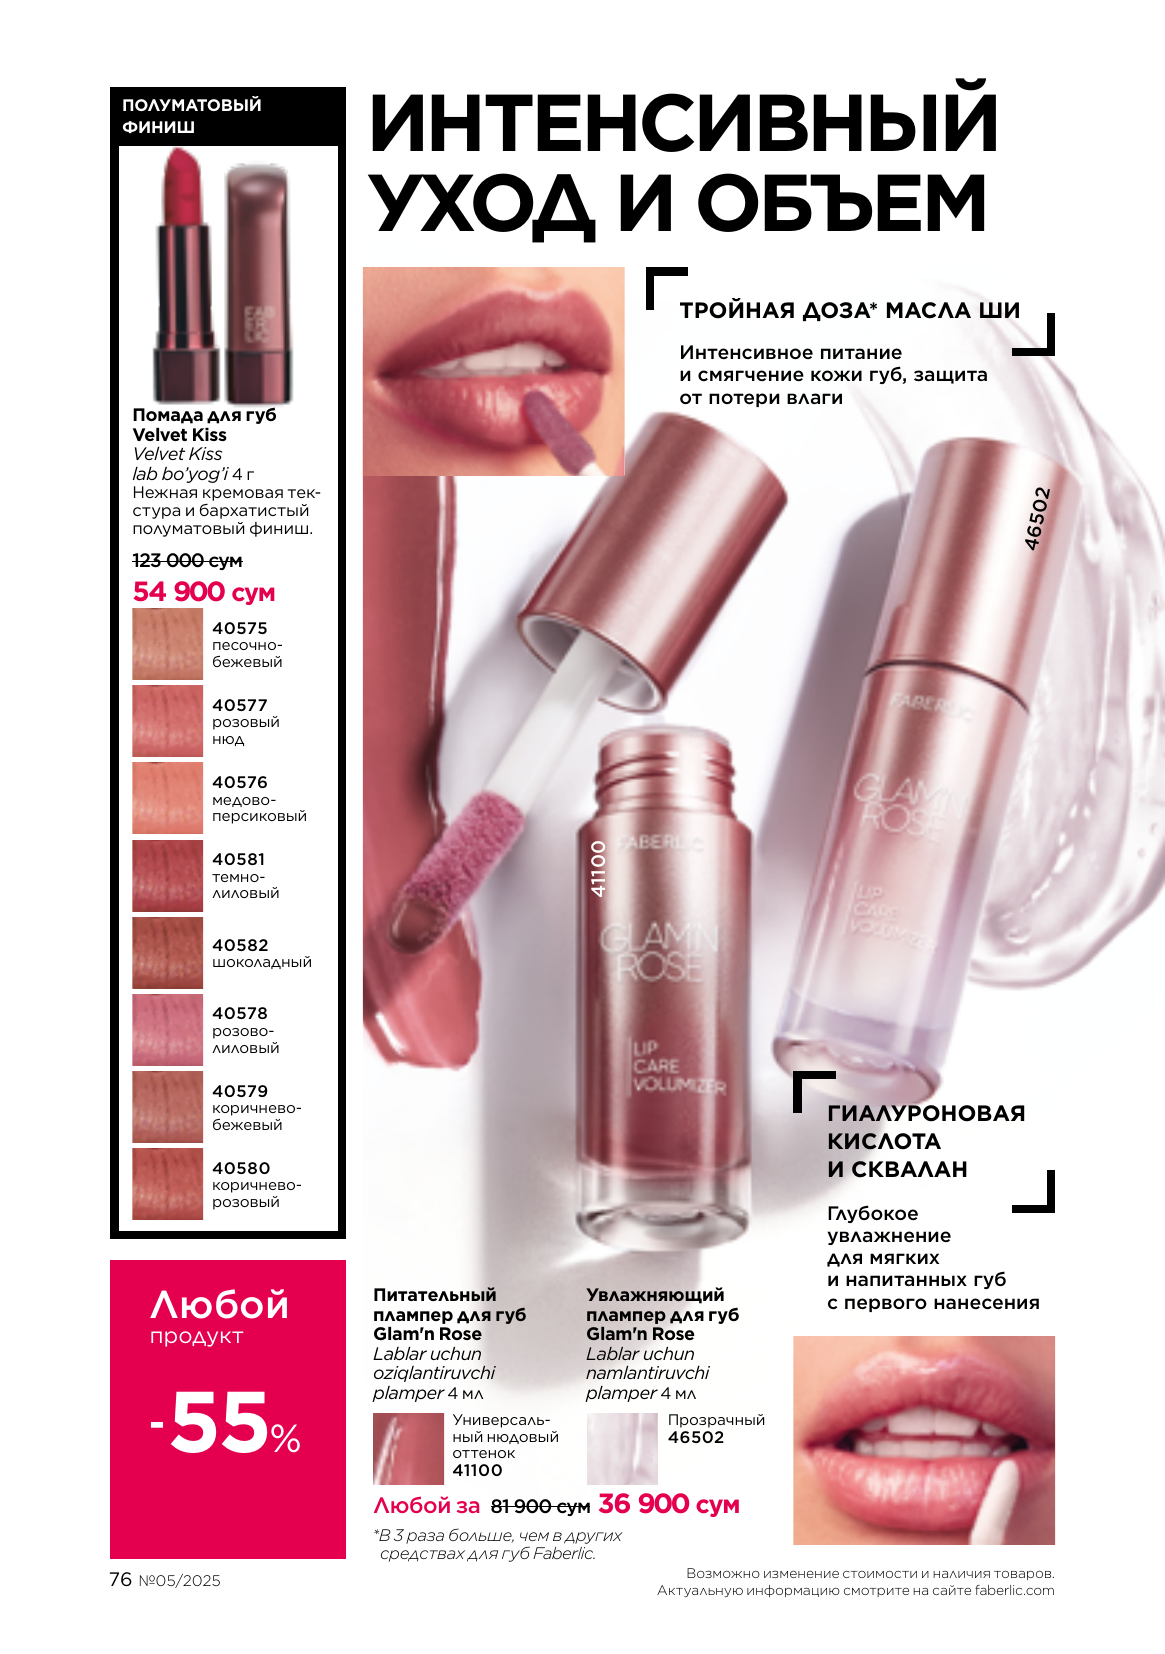 ПОЛУМАТОВЫЙ
ФИНИШ
Помада для губ
Velvet Kiss
Velvet Kiss
lab bo'yog'i 4 г
Нежная кремовая тек-
стура и бархатистый
полуматовый финиш.
123 000 сум
54 900 сум
40575
песочно-
бежевый
40577
розовый
нюд
40576
медово-
персиковый
40581
темно-
лиловый
40582
шоколадный
40578
розово-
лиловый
40579
коричнево-
бежевый
40580
коричнево-
розовый
Любой
продукт
-55%
ИНТЕНСИВНЫЙ
УХОД И ОБЪЕМ
ТРОЙНАЯ ДОЗА* МАСЛА ШИ
Интенсивное питание
и смягчение кожи губ, защита
от потери влаги
46502
FABERLIC
GLAM'N
ROSE
LIP
CARE
VOLUMIZER
41100
FABERLIC
GLAM'N
ROSE
LIP
CARE
VOLUMIZER
ГИАЛУРОНОВАЯ
КИСЛОТА
И СКВАЛАН
Глубокое
увлажнение
для мягких
и напитанных губ
с первого нанесения
Питательный
плампер для губ
Glam'n Rose
Lablar uchun
oziqlantiruvchi
plamper 4 мл
Универсаль-
ный нюдовый
оттенок
41100
Увлажняющий
плампер для губ
Glam'n Rose
Lablar uchun
namlantiruvchi
plamper 4 мл
Прозрачный
46502
Любой за 81 900 сум 36 900 сум
*В 3 раза больше, чем в других
средствах для губ Faberlic.
76 №05/2025
Возможно изменение стоимости и наличия товаров.
Актуальную информацию смотрите на сайте faberlic.com